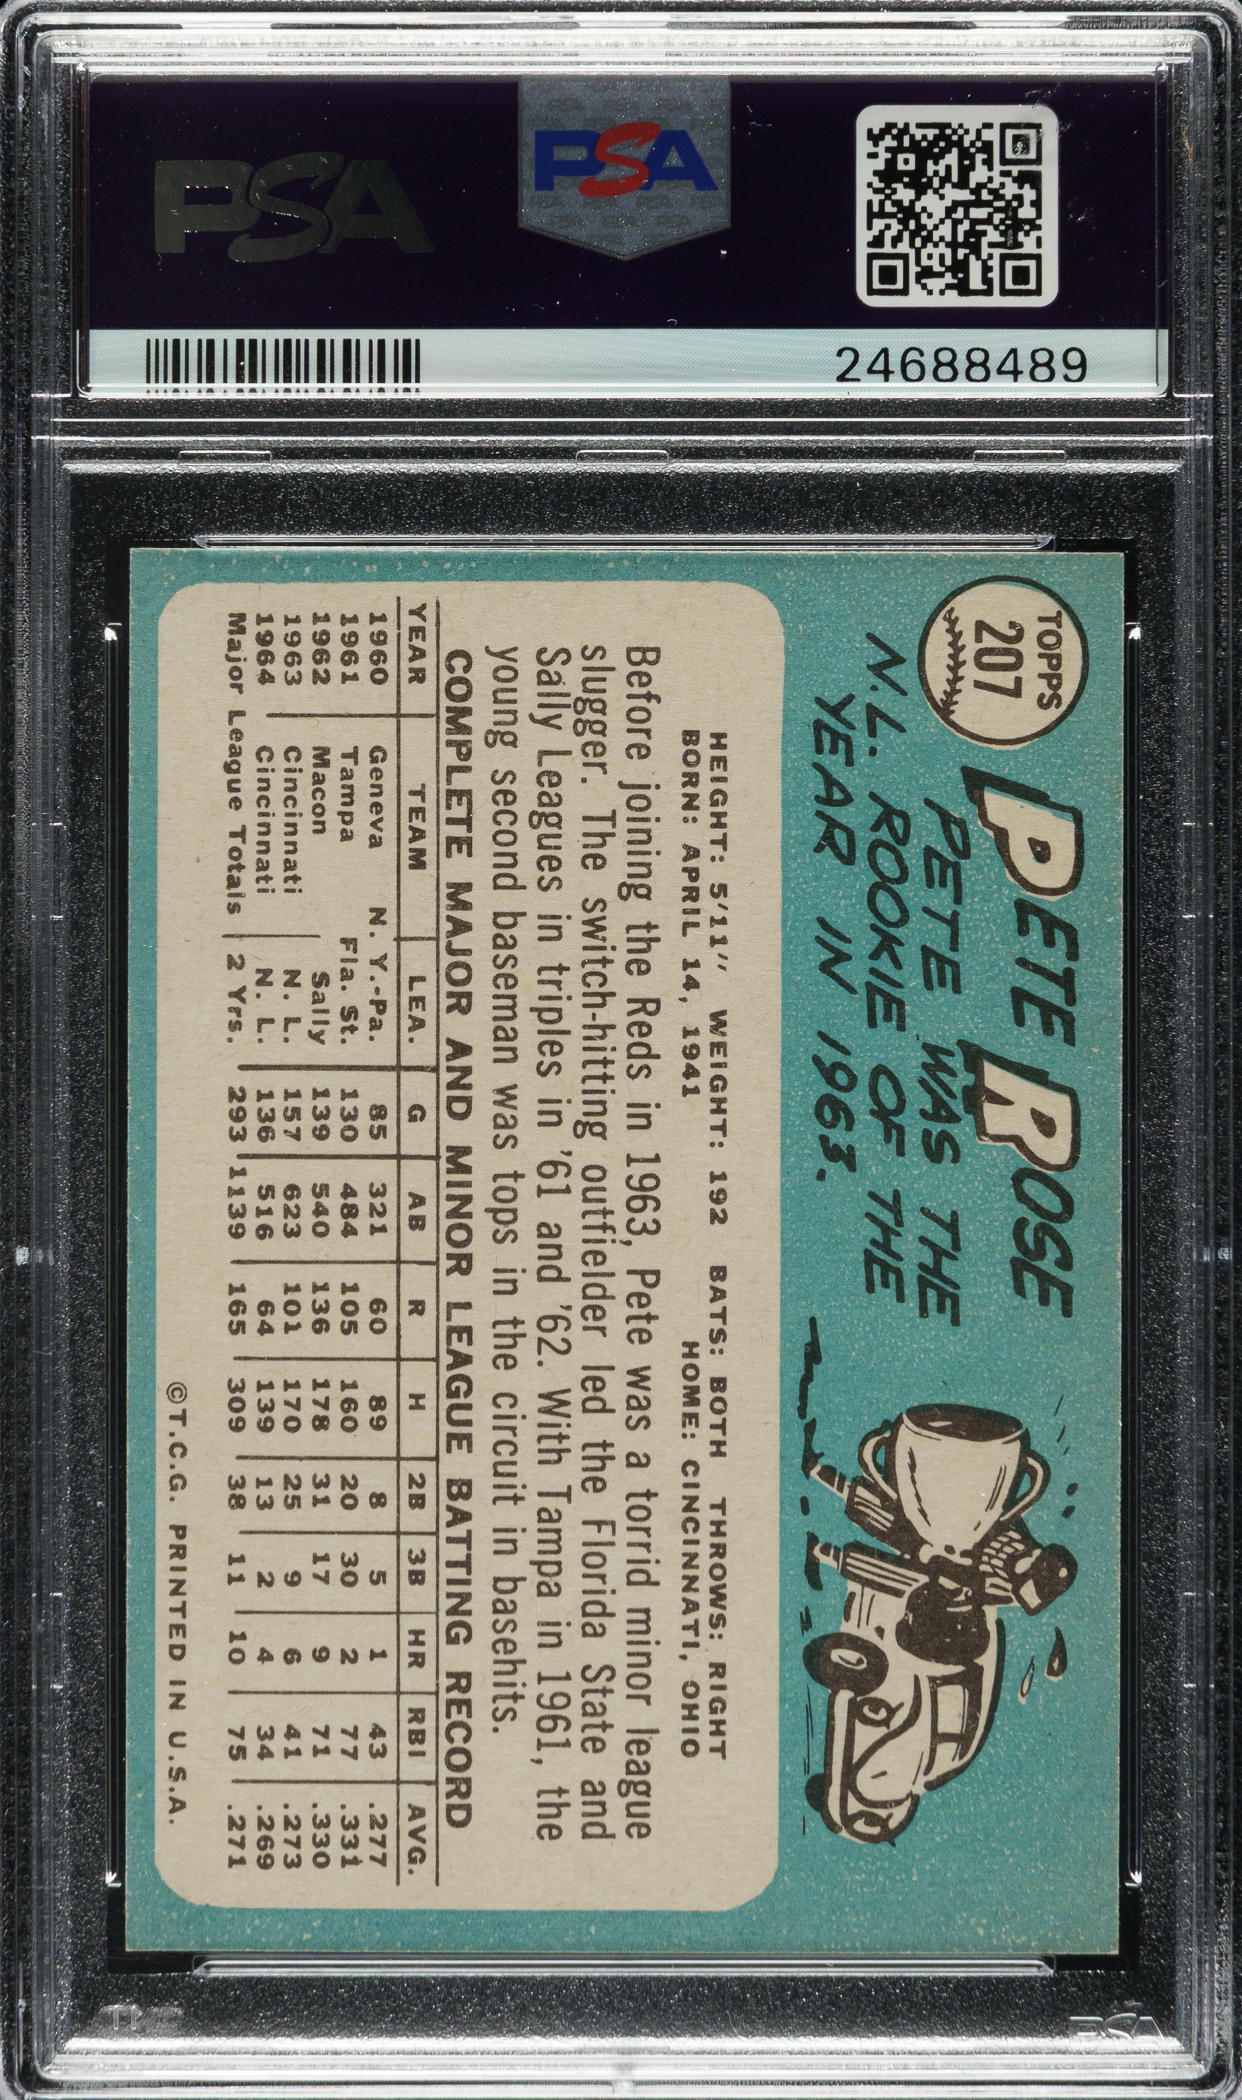 PSA
PSA
24688489
TOPPS
207
PETE ROSE
PETE WAS THE
N.L. ROOKIE OF THE
YEAR IN 1963.
HEIGHT: 5'11" WEIGHT: 192 BATS: BOTH THROWS: RIGHT
BORN: APRIL 14, 1941 HOME: CINCINNATI, OHIO
Before joining the Reds in 1963, Pete was a torrid minor league
slugger. The switch-hitting outfielder led the Florida State and
Sally Leagues in triples in '61 and '62. With Tampa in 1961, the
young second baseman was tops in the circuit in basehits.
COMPLETE MAJOR AND MINOR LEAGUE BATTING RECORD
YEAR TEAM LEA. G AB R H 2B 3B HR RBI AVG.
1960 Geneva N. Y.-Pa. 85 321 60 89 8 5 1 43 .277
1961 Tampa Fla. St. 130 484 105 160 20 30 2 77 .331
1962 Macon Sally 139 540 136 178 31 17 9 71 .330
1963 Cincinnati N. L. 157 623 101 170 25 9 6 41 .273
1964 Cincinnati N. L. 136 516 64 139 13 2 4 34 .269
Major League Totals 2 Yrs. 293 1139 165 309 38 11 10 75 .271
©T.C.G. PRINTED IN U.S.A.
PSA